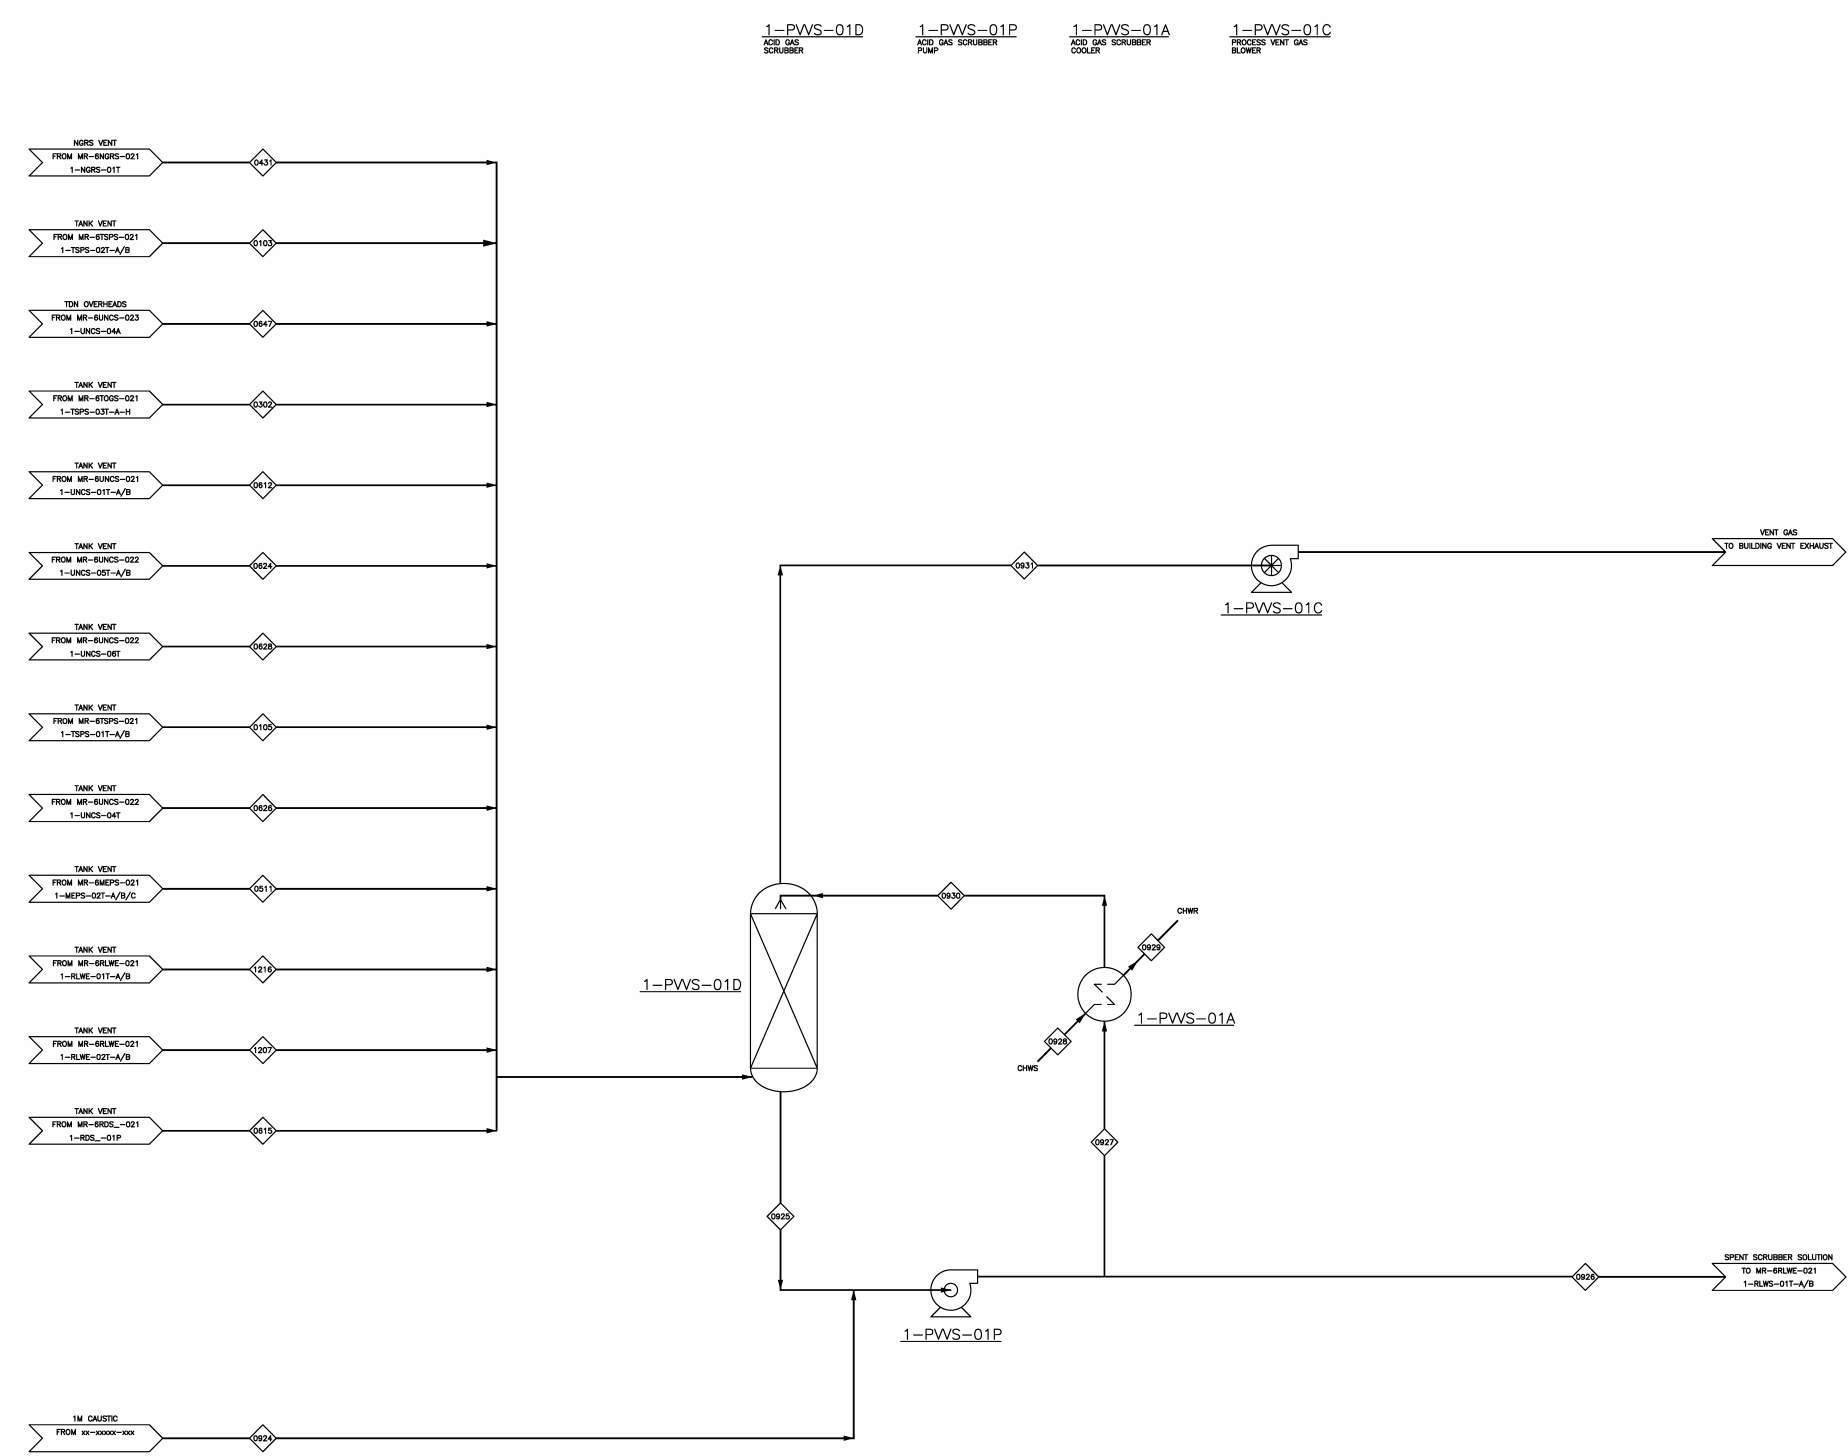 1-PVVS-01D
ACID GAS
SCRUBBER
1-PVVS-01P
ACID GAS SCRUBBER
PUMP
1-PVVS-01A
ACID GAS SCRUBBER
COOLER
1-PVVS-01C
PROCESS VENT GAS
BLOWER
NGRS VENT
FROM MR-6NGRS-021
1-NGRS-01T
0431
TANK VENT
FROM MR-6TSPS-021
1-TSPS-02T-A/B
0103
TDN OVERHEADS
FROM MR-6UNCS-023
1-UNCS-04A
0647
TANK VENT
FROM MR-6TOGS-021
1-TSPS-03T-A-H
0302
TANK VENT
FROM MR-6UNCS-021
1-UNCS-01T-A/B
0612
TANK VENT
FROM MR-6UNCS-022
1-UNCS-05T-A/B
0624
0931
1-PVVS-01C
VENT GAS
TO BUILDING VENT EXHAUST
TANK VENT
FROM MR-6UNCS-022
1-UNCS-06T
0628
TANK VENT
FROM MR-6TSPS-021
1-TSPS-01T-A/B
0105
TANK VENT
FROM MR-6UNCS-022
1-UNCS-04T
0626
TANK VENT
FROM MR-6MEPS-021
1-MEPS-02T-A/B/C
0511
0930
CHWR
0929
TANK VENT
FROM MR-6RLWE-021
1-RLWE-01T-A/B
1216
1-PVVS-01D
1-PVVS-01A
0928
CHWS
TANK VENT
FROM MR-6RLWE-021
1-RLWE-02T-A/B
1207
TANK VENT
FROM MR-6RDS_-021
1-RDS_-01P
0615
0927
0925
SPENT SCRUBBER SOLUTION
TO MR-6RLWE-021
1-RLWS-01T-A/B
0926
1-PVVS-01P
1M CAUSTIC
FROM xx-xxxxx-xxx
0924